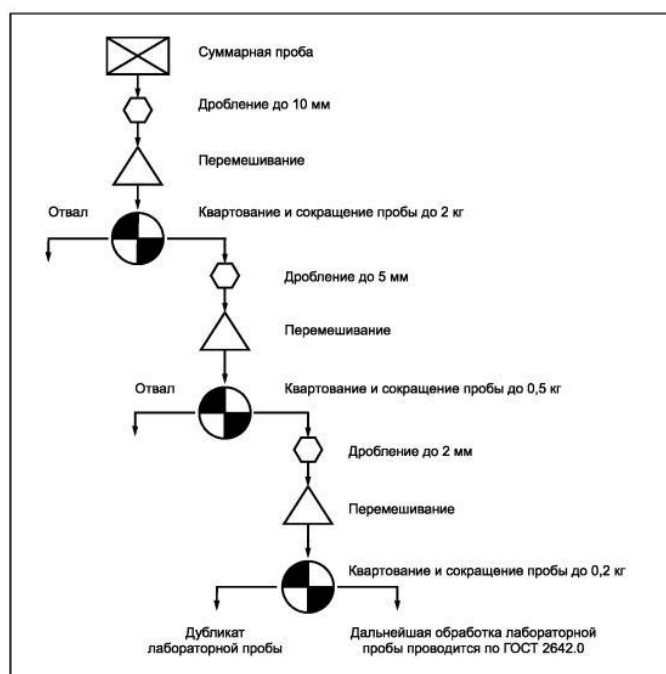 Суммарная проба
Дробление до 10 мм
Перемешивание
Отвал
Квартование и сокращение пробы до 2 кг
Дробление до 5 мм
Перемешивание
Отвал
Квартование и сокращение пробы до 0,5 кг
Дробление до 2 мм
Перемешивание
Квартование и сокращение пробы до 0,2 кг
Дубликат
лабораторной пробы
Дальнейшая обработка лабораторной
пробы проводится по ГОСТ 2642.0